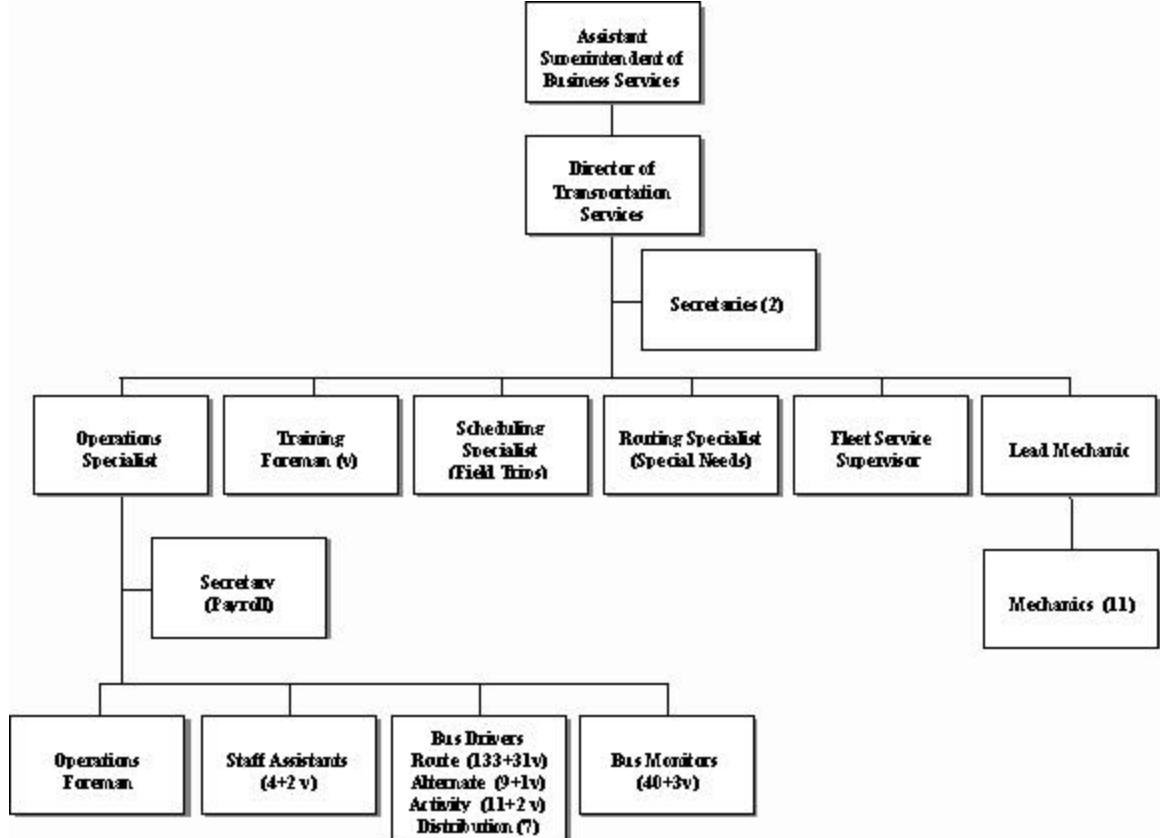 Assistant
Superintendent of
Business Services
Director of
Transportation
Services
Secretaries (2)
Operations
Specialist
Training
Foreman (v)
Scheduling
Specialist
(Field Trips)
Routing Specialist
(Special Needs)
Fleet Service
Supervisor
Lead Mechanic
Secretary
(Payroll)
Mechanics (11)
Operations
Foreman
Staff Assistants
(4+2 v)
Bus Drivers
Route (133+31v)
Alternate (9+1v)
Activity (11+2 v)
Distribution (7)
Bus Monitors
(40+3v)